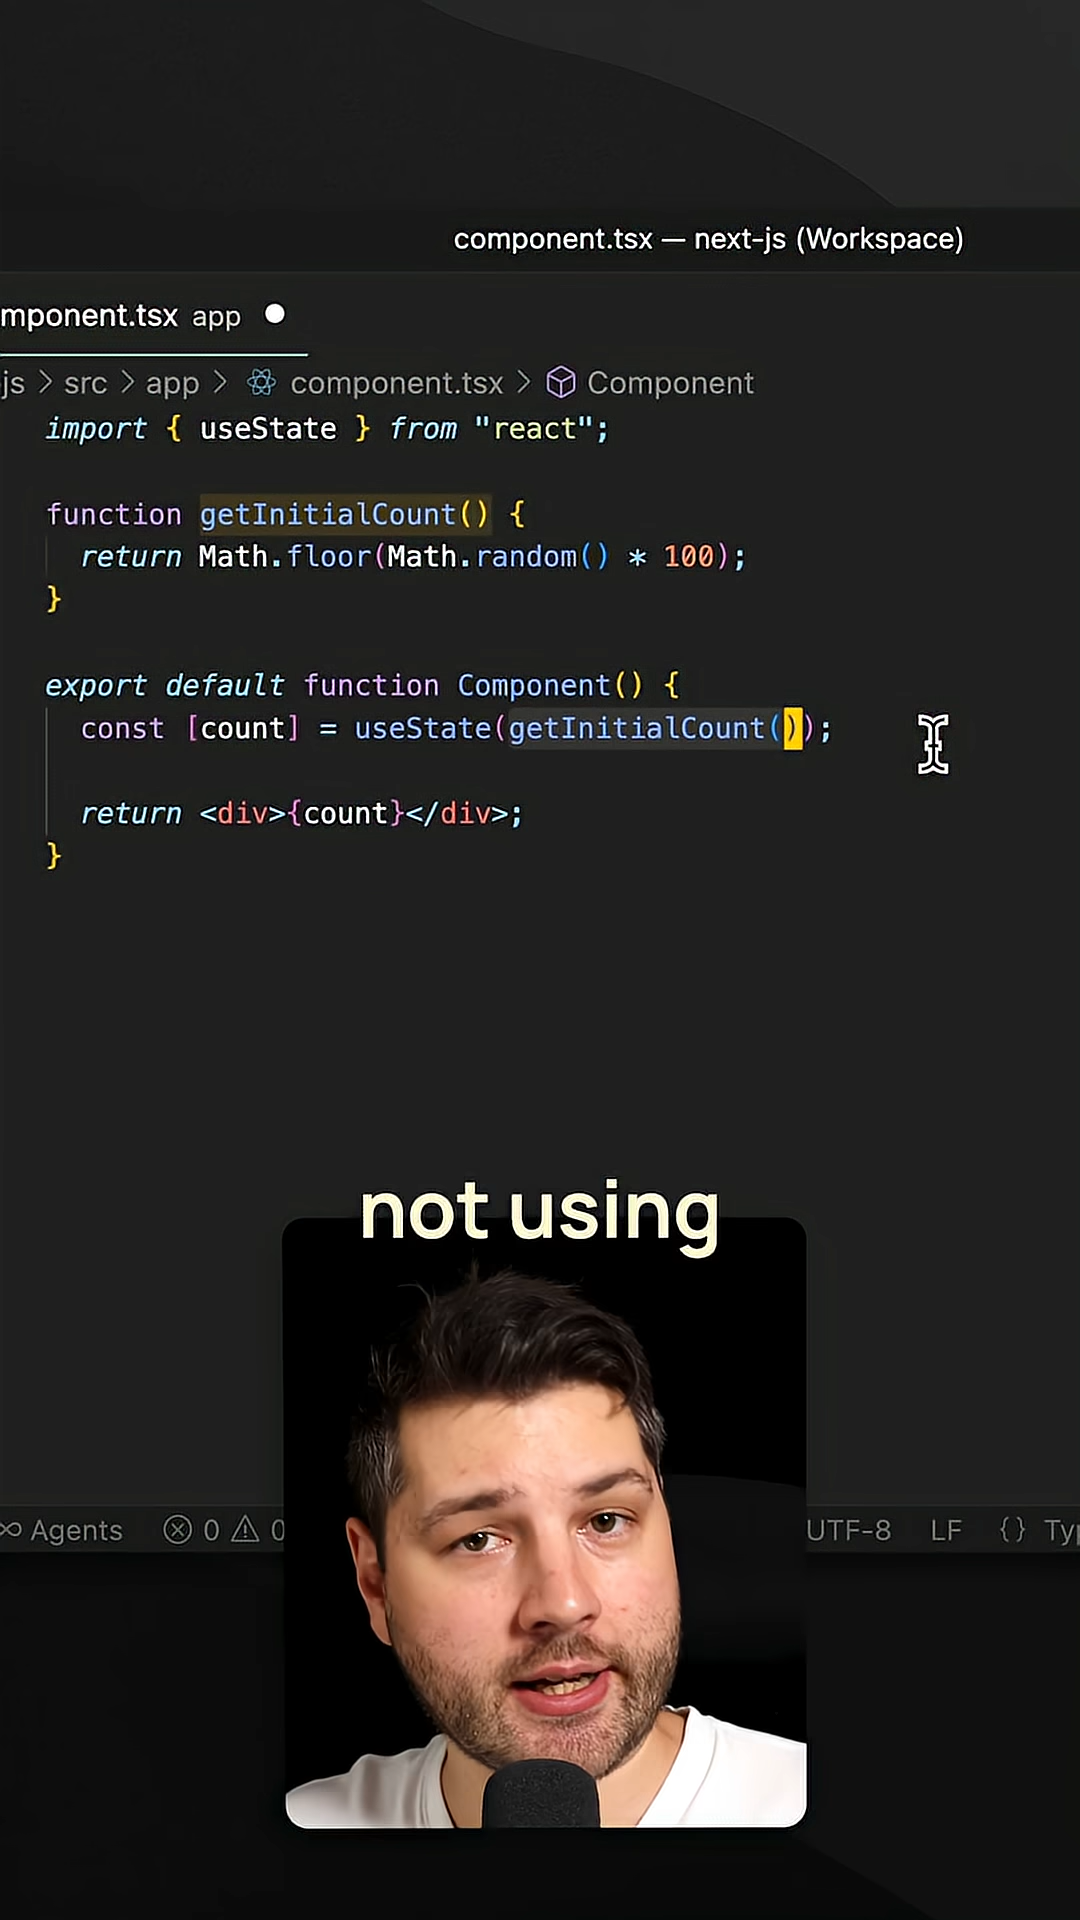 component.tsx — next-js (Workspace)
mponent.tsx app
js > src > app > component.tsx > Component
import { useState } from "react";
function getInitialCount() {
return Math.floor(Math.random() * 100);
}
export default function Component() {
const [count] = useState(getInitialCount());
return <div>{count}</div>;
}
not using
Agents 0 0 UTF-8 LF {} Ty